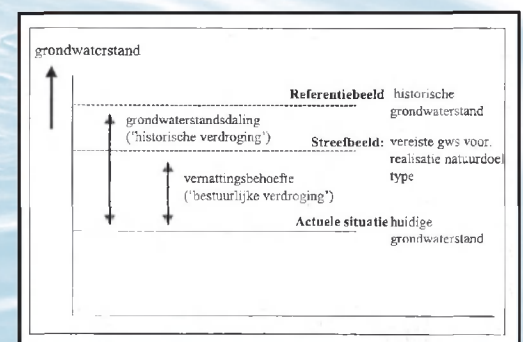 grondwaterstand
Referentiebeeld historische
grondwaterstand
grondwaterstandsdaling
('historische verdroging')
Streefbeeld: vereiste gws voor.
realisatie natuurdoel
type
vernattingsbehoefte
('bestuurlijke verdroging')
Actuele situatie huidige
grondwaterstand